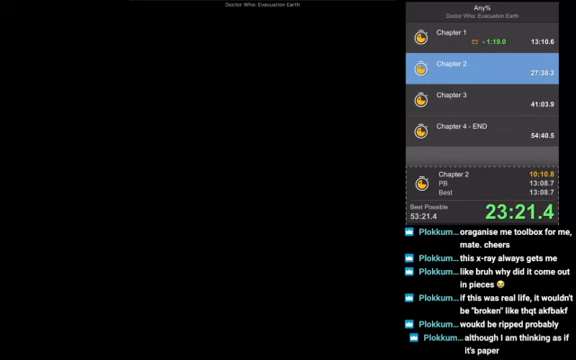 Doctor Who: Evacuation Earth
Any%
Doctor Who: Evacuation Earth
Chapter 1
- 1:19.0
13:10.6
Chapter 2
27:38.3
Chapter 3
41:03.9
Chapter 4 - END
54:40.5
Chapter 2
10:10.8
PB
13:08.7
Best
13:08.7
Best Possible
53:21.4
23:21.4
Plokkum... oraganise me toolbox for me,
mate. cheers
Plokkum... this x-ray always gets me
Plokkum... like bruh why did it come out
in pieces 😢
Plokkum... if this was real life, it wouldn't
be "broken" like thqt akfbakf
Plokkum... woukd be ripped probably
Plokkum... although I am thinking as if
it's paper